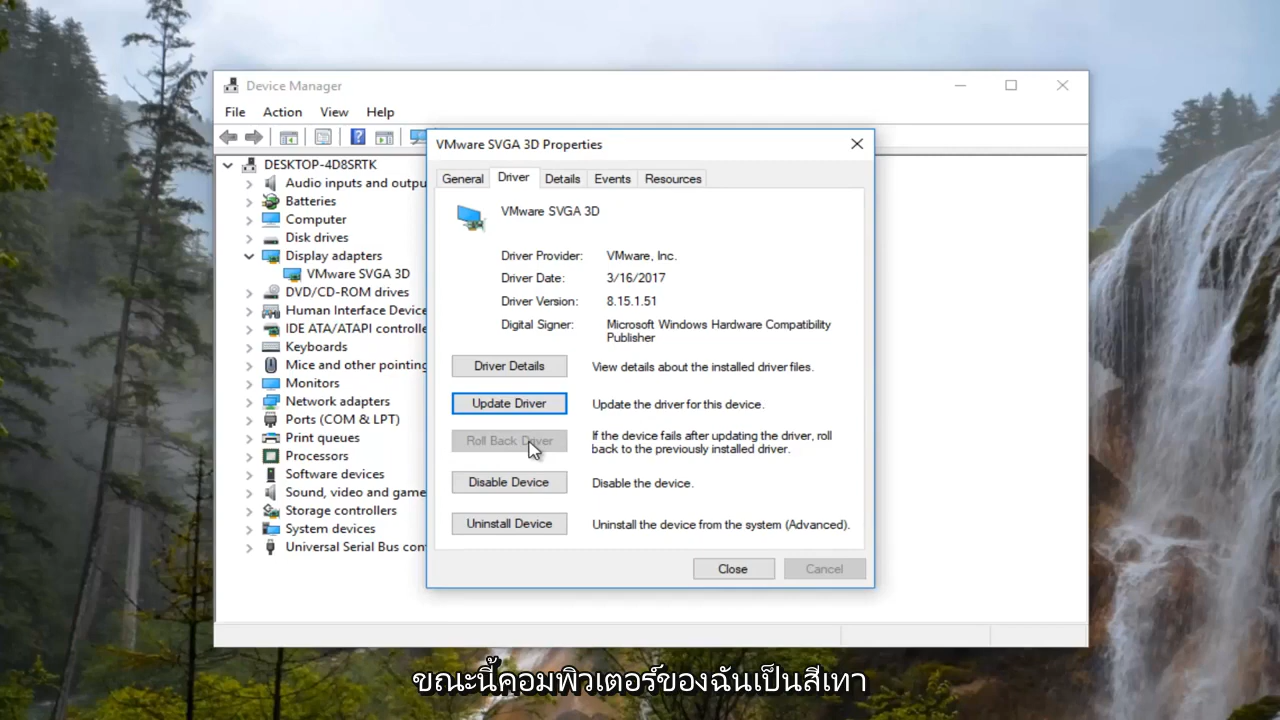 Device Manager
File Action View Help
VMware SVGA 3D Properties
DESKTOP-4D8SRTK
Audio inputs and outpu
Batteries
Computer
Disk drives
Display adapters
VMware SVGA 3D
DVD/CD-ROM drives
Human Interface Device
IDE ATA/ATAPI controlle
Keyboards
Mice and other pointing
Monitors
Network adapters
Ports (COM & LPT)
Print queues
Processors
Software devices
Sound, video and game
Storage controllers
System devices
Universal Serial Bus con
General Driver Details Events Resources
VMware SVGA 3D
Driver Provider: VMware, Inc.
Driver Date: 3/16/2017
Driver Version: 8.15.1.51
Digital Signer: Microsoft Windows Hardware Compatibility
Publisher
Driver Details View details about the installed driver files.
Update Driver Update the driver for this device.
Roll Back Driver If the device fails after updating the driver, roll
back to the previously installed driver.
Disable Device Disable the device.
Uninstall Device Uninstall the device from the system (Advanced).
Close Cancel
ขณะนี้คอมพิวเตอร์ของฉันเป็นสีเทา